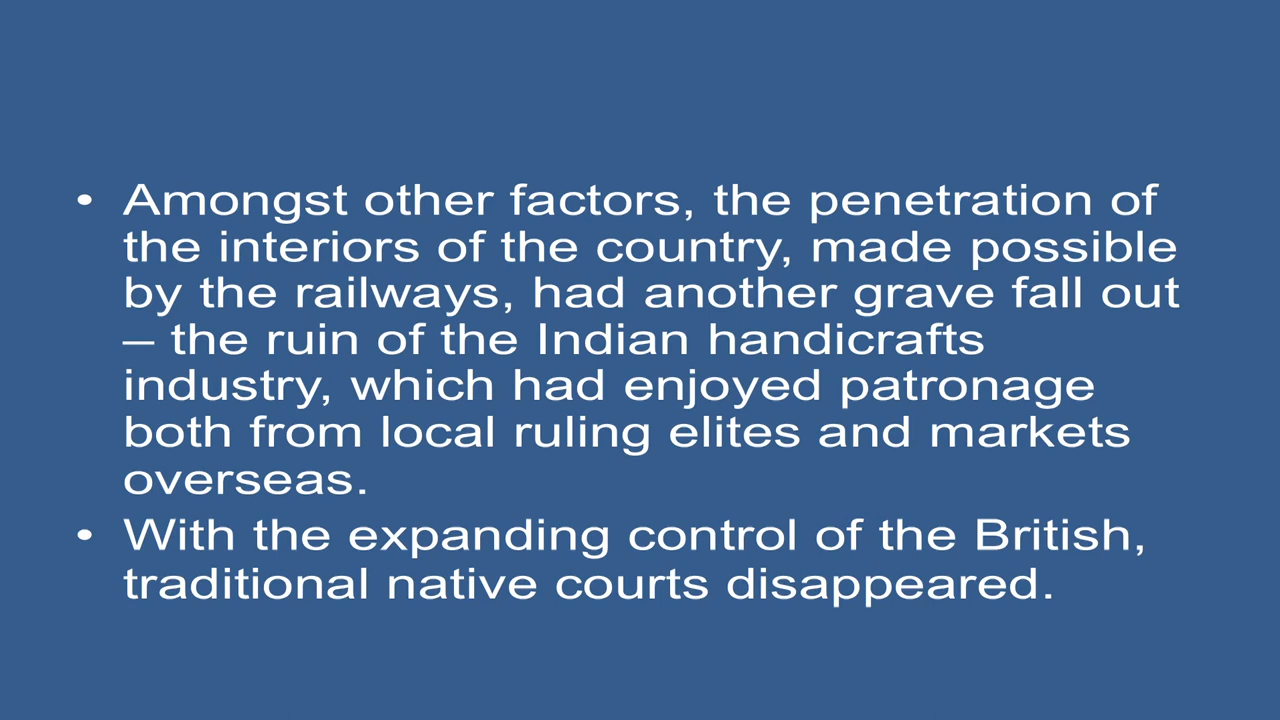 • Amongst other factors, the penetration of
the interiors of the country, made possible
by the railways, had another grave fall out
– the ruin of the Indian handicrafts
industry, which had enjoyed patronage
both from local ruling elites and markets
overseas.
• With the expanding control of the British,
traditional native courts disappeared.